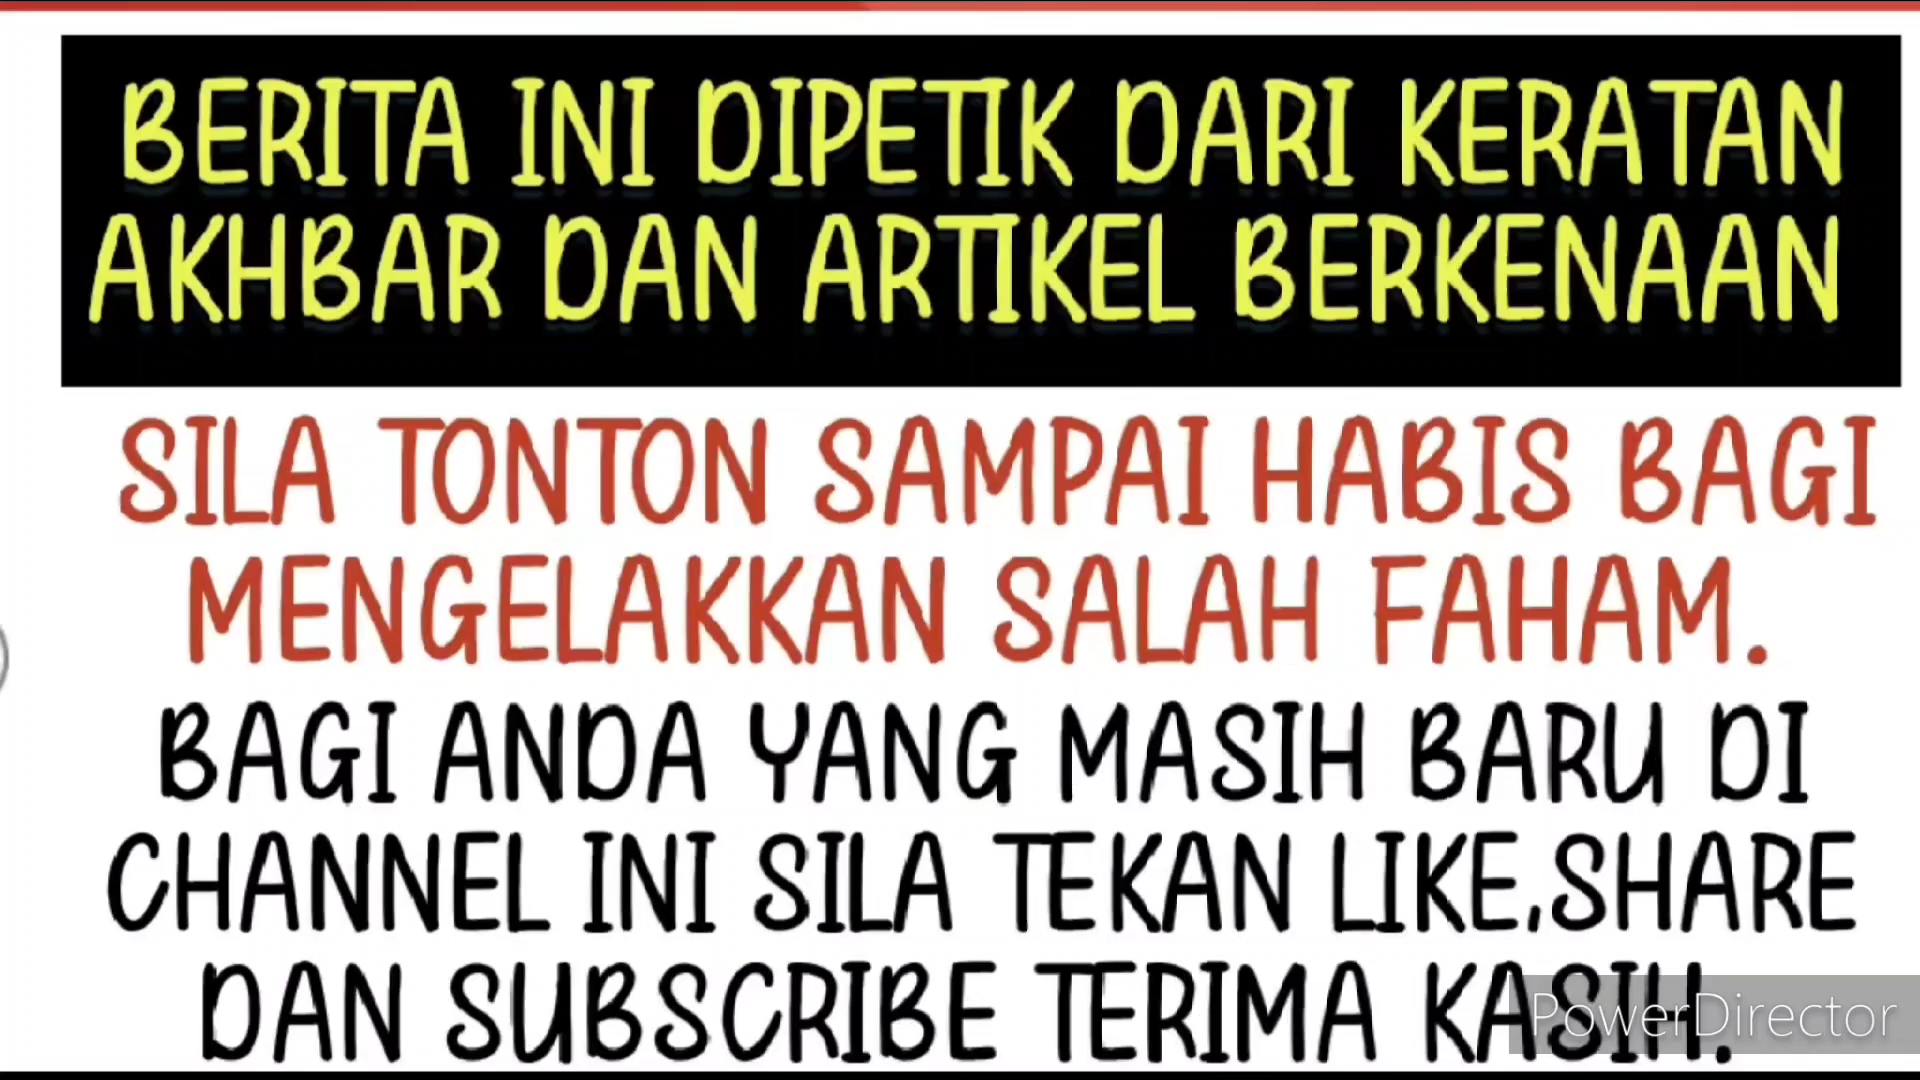 BERITA INI DIPETIK DARI KERATAN
AKHBAR DAN ARTIKEL BERKENAAN
SILA TONTON SAMPAI HABIS BAGI
MENGELAKKAN SALAH FAHAM.
BAGI ANDA YANG MASIH BARU DI
CHANNEL INI SILA TEKAN LIKE,SHARE
DAN SUBSCRIBE TERIMA KASIH.
PowerDirector